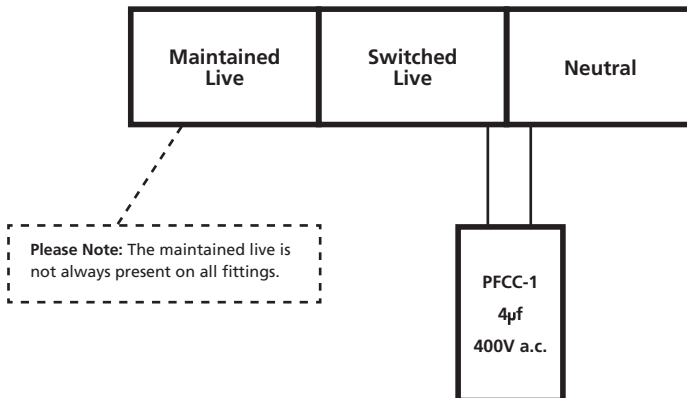 Maintained
Live
Switched
Live
Neutral
Please Note: The maintained live is
not always present on all fittings.
PFCC-1
4µf
400V a.c.